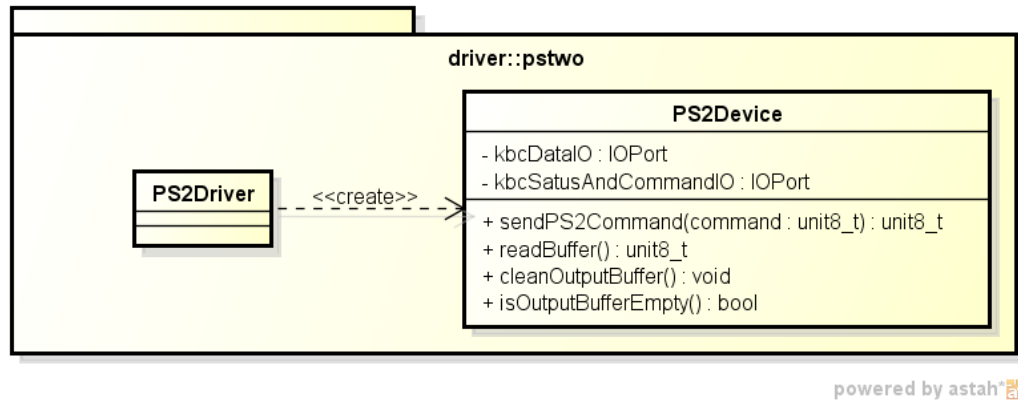 driver::pstwo
PS2Device
- kbcDataIO : IOPort
- kbcSatusAndCommandIO : IOPort
PS2Driver
<<create>>
+ sendPS2Command(command : unit8_t) : unit8_t
+ readBuffer() : unit8_t
+ cleanOutputBuffer() : void
+ isOutputBufferEmpty() : bool
powered by astah*